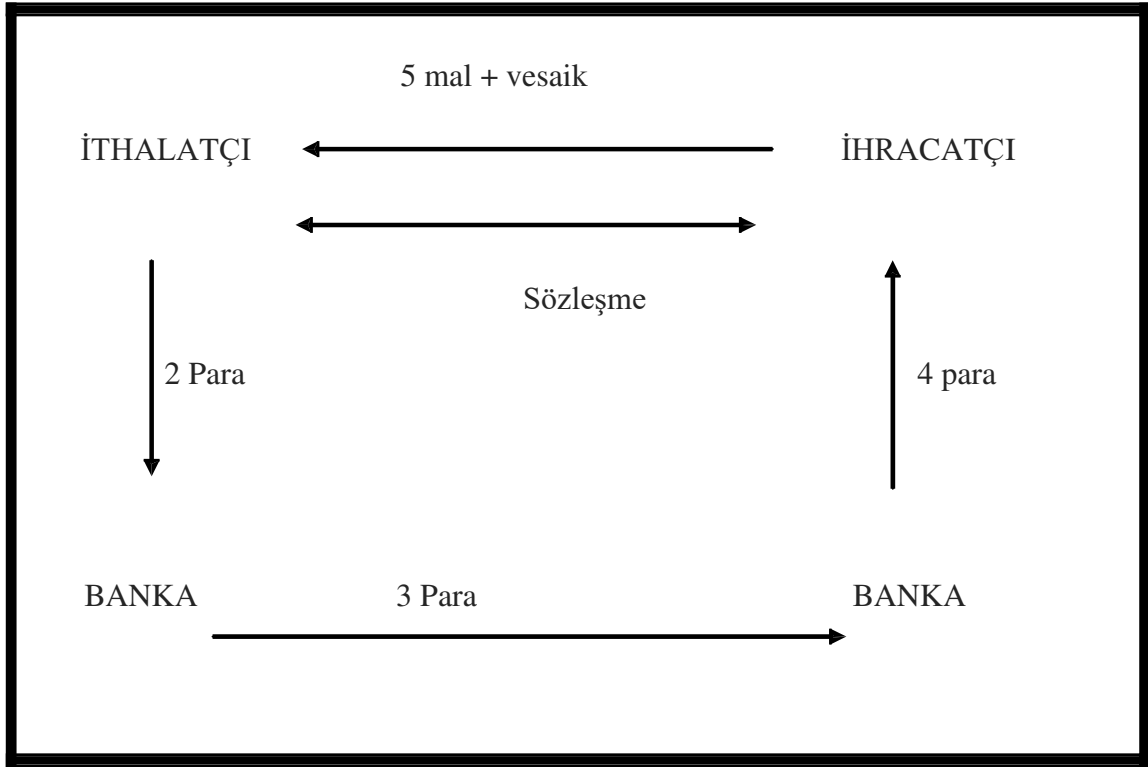 5 mal + vesaik
İTHALATÇI
İHRACATÇI
Sözleşme
2 Para
4 para
BANKA
3 Para
BANKA